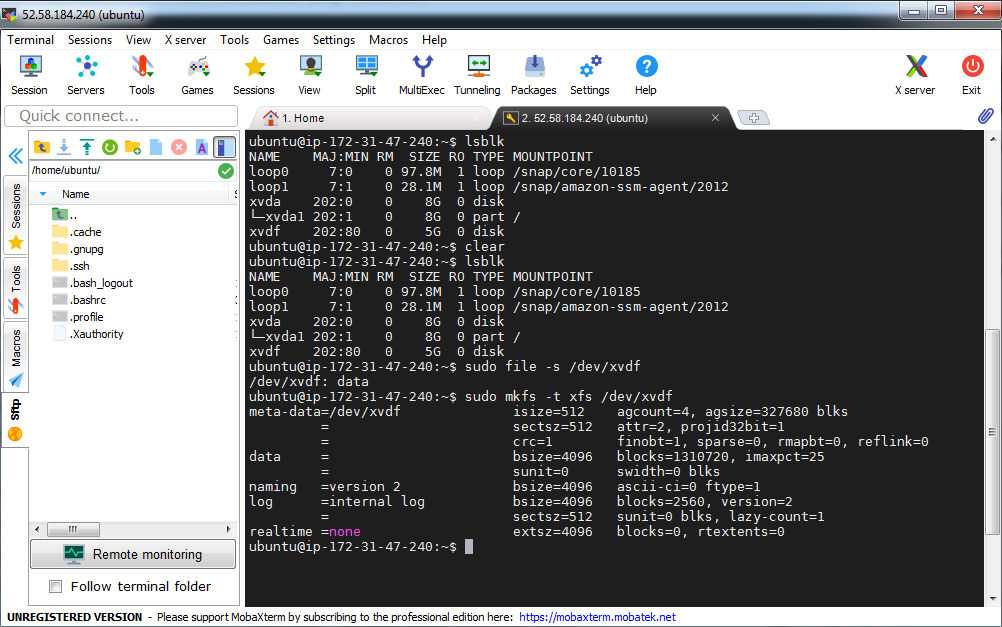 52.58.184.240 (ubuntu)
Terminal Sessions View X server Tools Games Settings Macros Help
Session Servers Tools Games Sessions View Split MultiExec Tunneling Packages Settings Help X server Exit
Quick connect...
1. Home
2. 52.58.184.240 (ubuntu)
/home/ubuntu/
Name
..
.cache
.gnupg
.ssh
.bash_logout
.bashrc
.profile
.Xauthority
Sessions
Tools
Macros
Sftp
Remote monitoring
Follow terminal folder
ubuntu@ip-172-31-47-240:~$ lsblk
NAME    MAJ:MIN RM  SIZE RO TYPE MOUNTPOINT
loop0     7:0    0 97.8M  1 loop /snap/core/10185
loop1     7:1    0 28.1M  1 loop /snap/amazon-ssm-agent/2012
xvda    202:0    0    8G  0 disk
└─xvda1 202:1    0    8G  0 part /
xvdf    202:80   0    5G  0 disk
ubuntu@ip-172-31-47-240:~$ clear
ubuntu@ip-172-31-47-240:~$ lsblk
NAME    MAJ:MIN RM  SIZE RO TYPE MOUNTPOINT
loop0     7:0    0 97.8M  1 loop /snap/core/10185
loop1     7:1    0 28.1M  1 loop /snap/amazon-ssm-agent/2012
xvda    202:0    0    8G  0 disk
└─xvda1 202:1    0    8G  0 part /
xvdf    202:80   0    5G  0 disk
ubuntu@ip-172-31-47-240:~$ sudo file -s /dev/xvdf
/dev/xvdf: data
ubuntu@ip-172-31-47-240:~$ sudo mkfs -t xfs /dev/xvdf
meta-data=/dev/xvdf              isize=512    agcount=4, agsize=327680 blks
         =                       sectsz=512   attr=2, projid32bit=1
         =                       crc=1        finobt=1, sparse=0, rmapbt=0, reflink=0
data     =                       bsize=4096   blocks=1310720, imaxpct=25
         =                       sunit=0      swidth=0 blks
naming   =version 2              bsize=4096   ascii-ci=0 ftype=1
log      =internal log           bsize=4096   blocks=2560, version=2
         =                       sectsz=512   sunit=0 blks, lazy-count=1
realtime =none                   extsz=4096   blocks=0, rtextents=0
ubuntu@ip-172-31-47-240:~$
UNREGISTERED VERSION - Please support MobaXterm by subscribing to the professional edition here: https://mobaxterm.mobatek.net